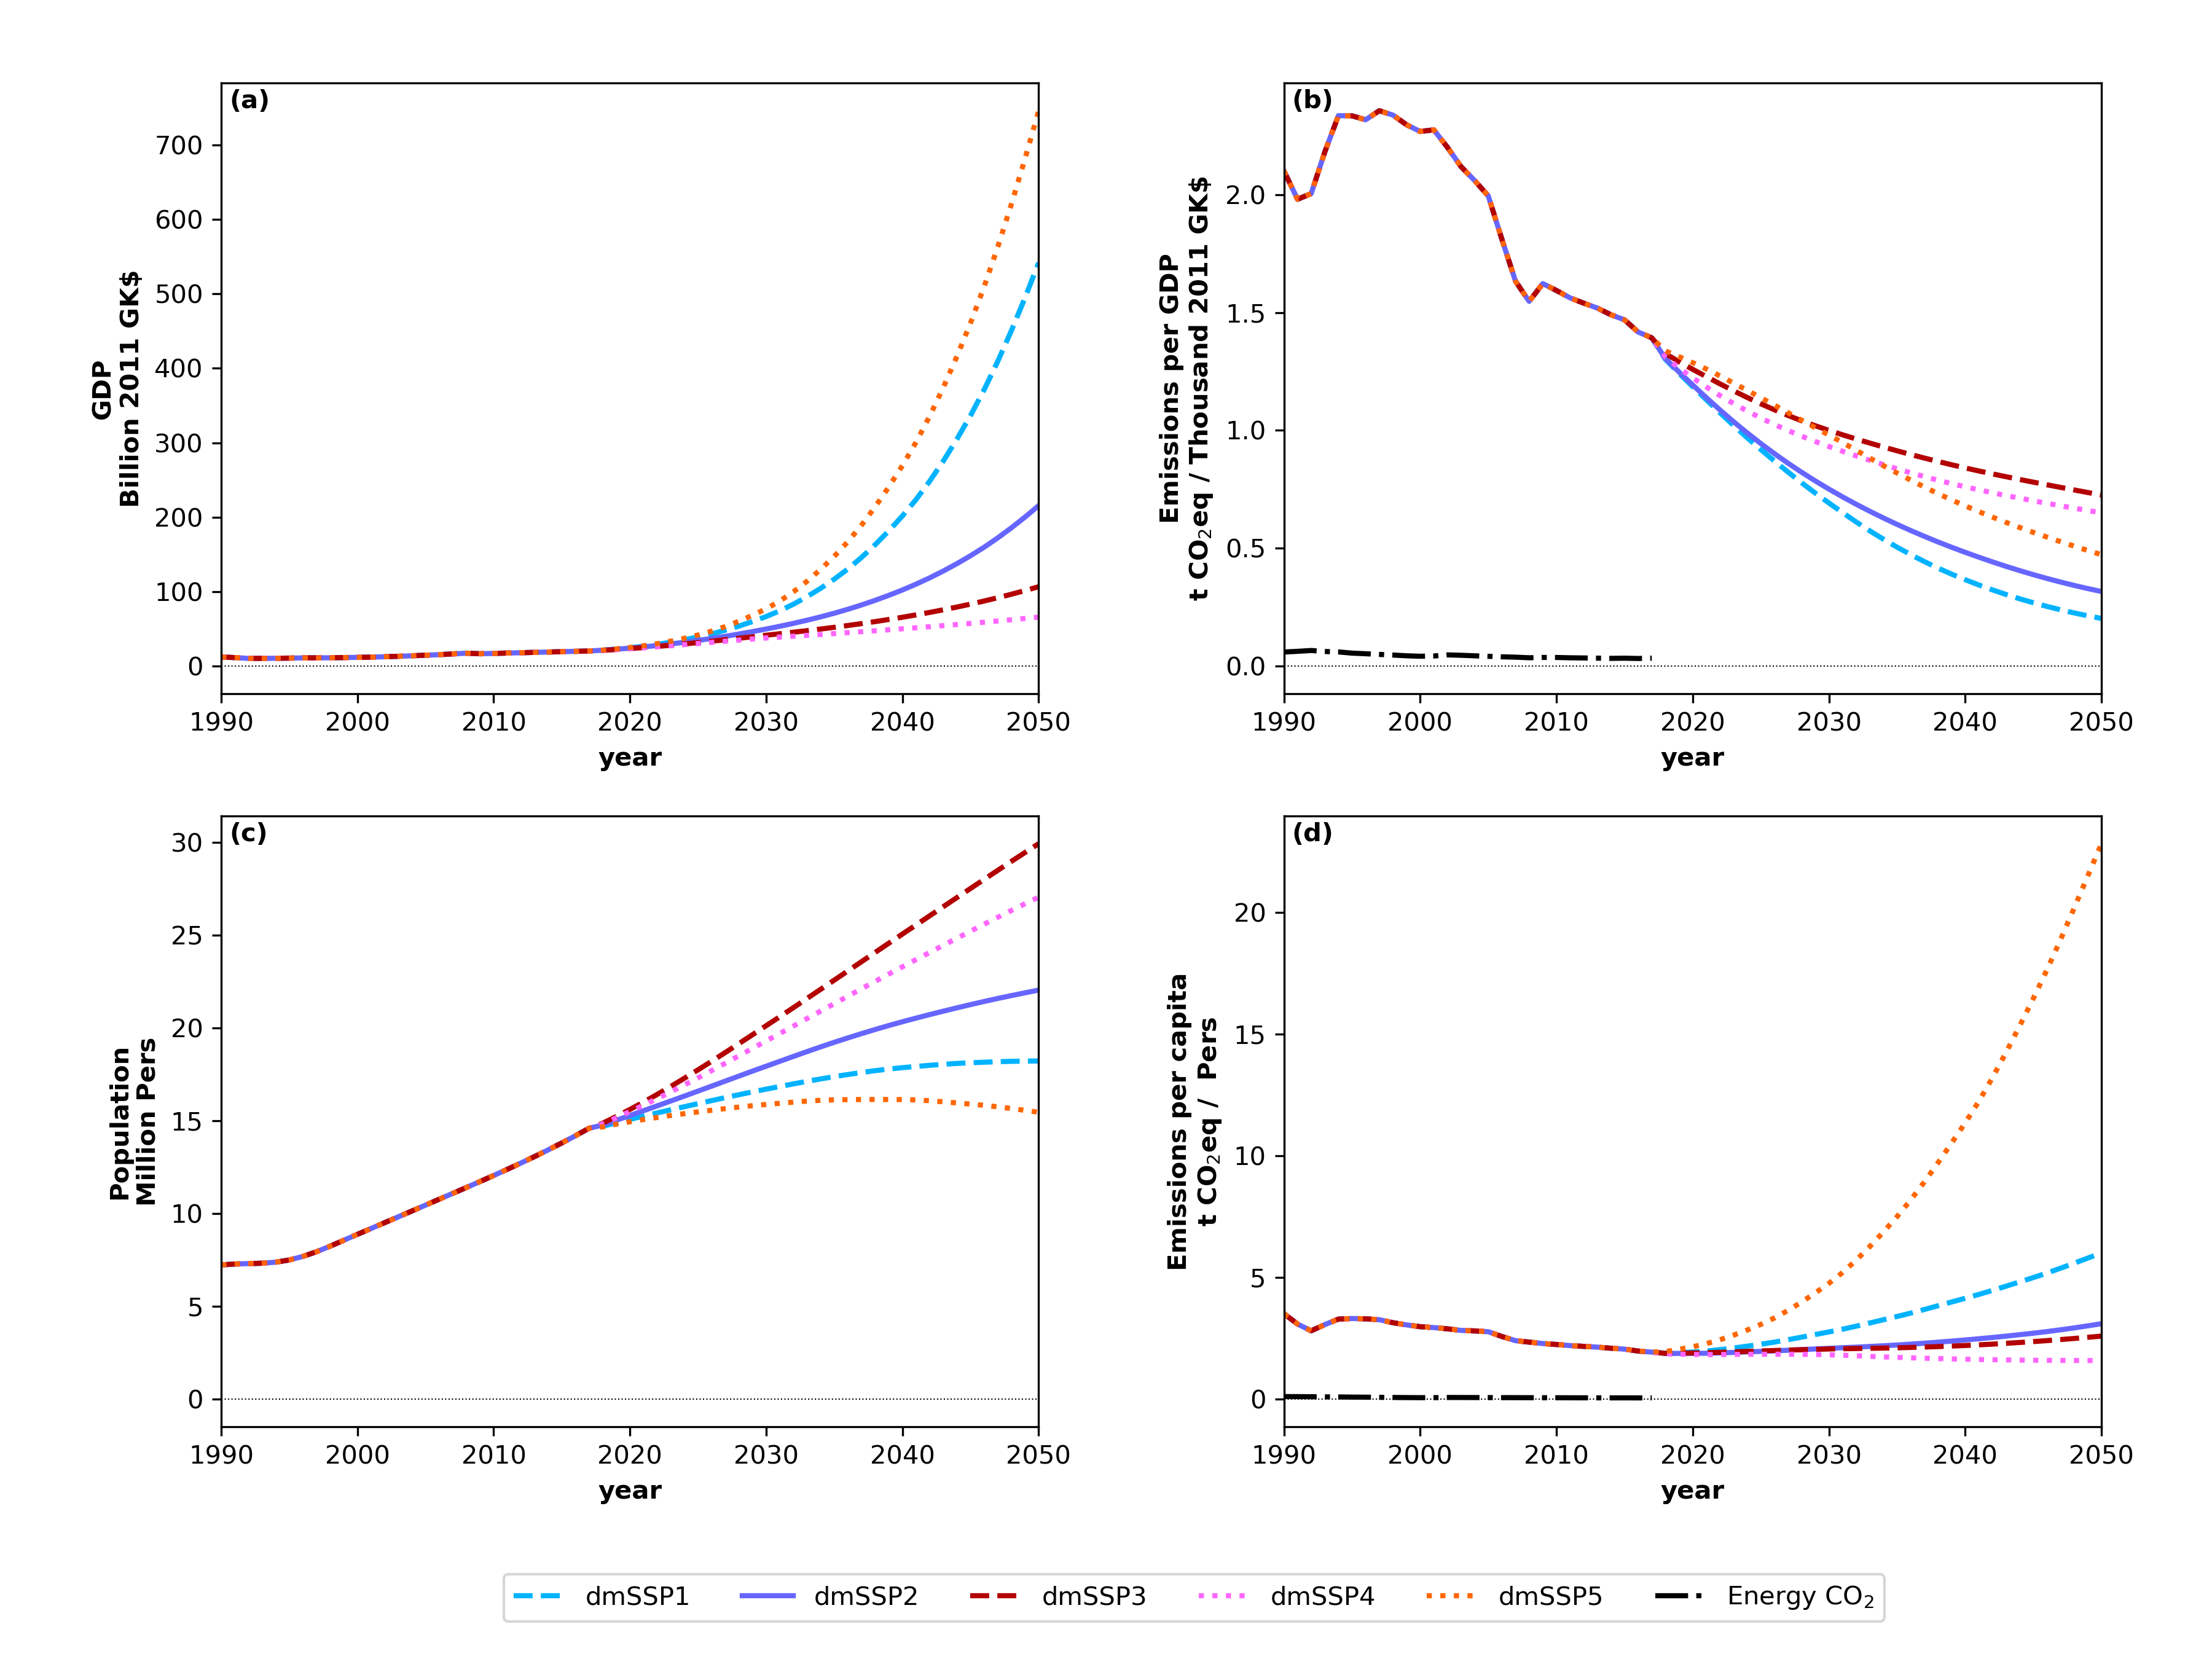 (a)
GDP
Billion 2011 GK$
700
600
500
400
300
200
100
0
1990 2000 2010 2020 2030 2040 2050
year
(b)
Emissions per GDP
t CO₂eq / Thousand 2011 GK$
2.0
1.5
1.0
0.5
0.0
1990 2000 2010 2020 2030 2040 2050
year
(c)
Population
Million Pers
30
25
20
15
10
5
0
1990 2000 2010 2020 2030 2040 2050
year
(d)
Emissions per capita
t CO₂eq / Pers
20
15
10
5
0
1990 2000 2010 2020 2030 2040 2050
year
dmSSP1 dmSSP2 dmSSP3 dmSSP4 dmSSP5 Energy CO₂